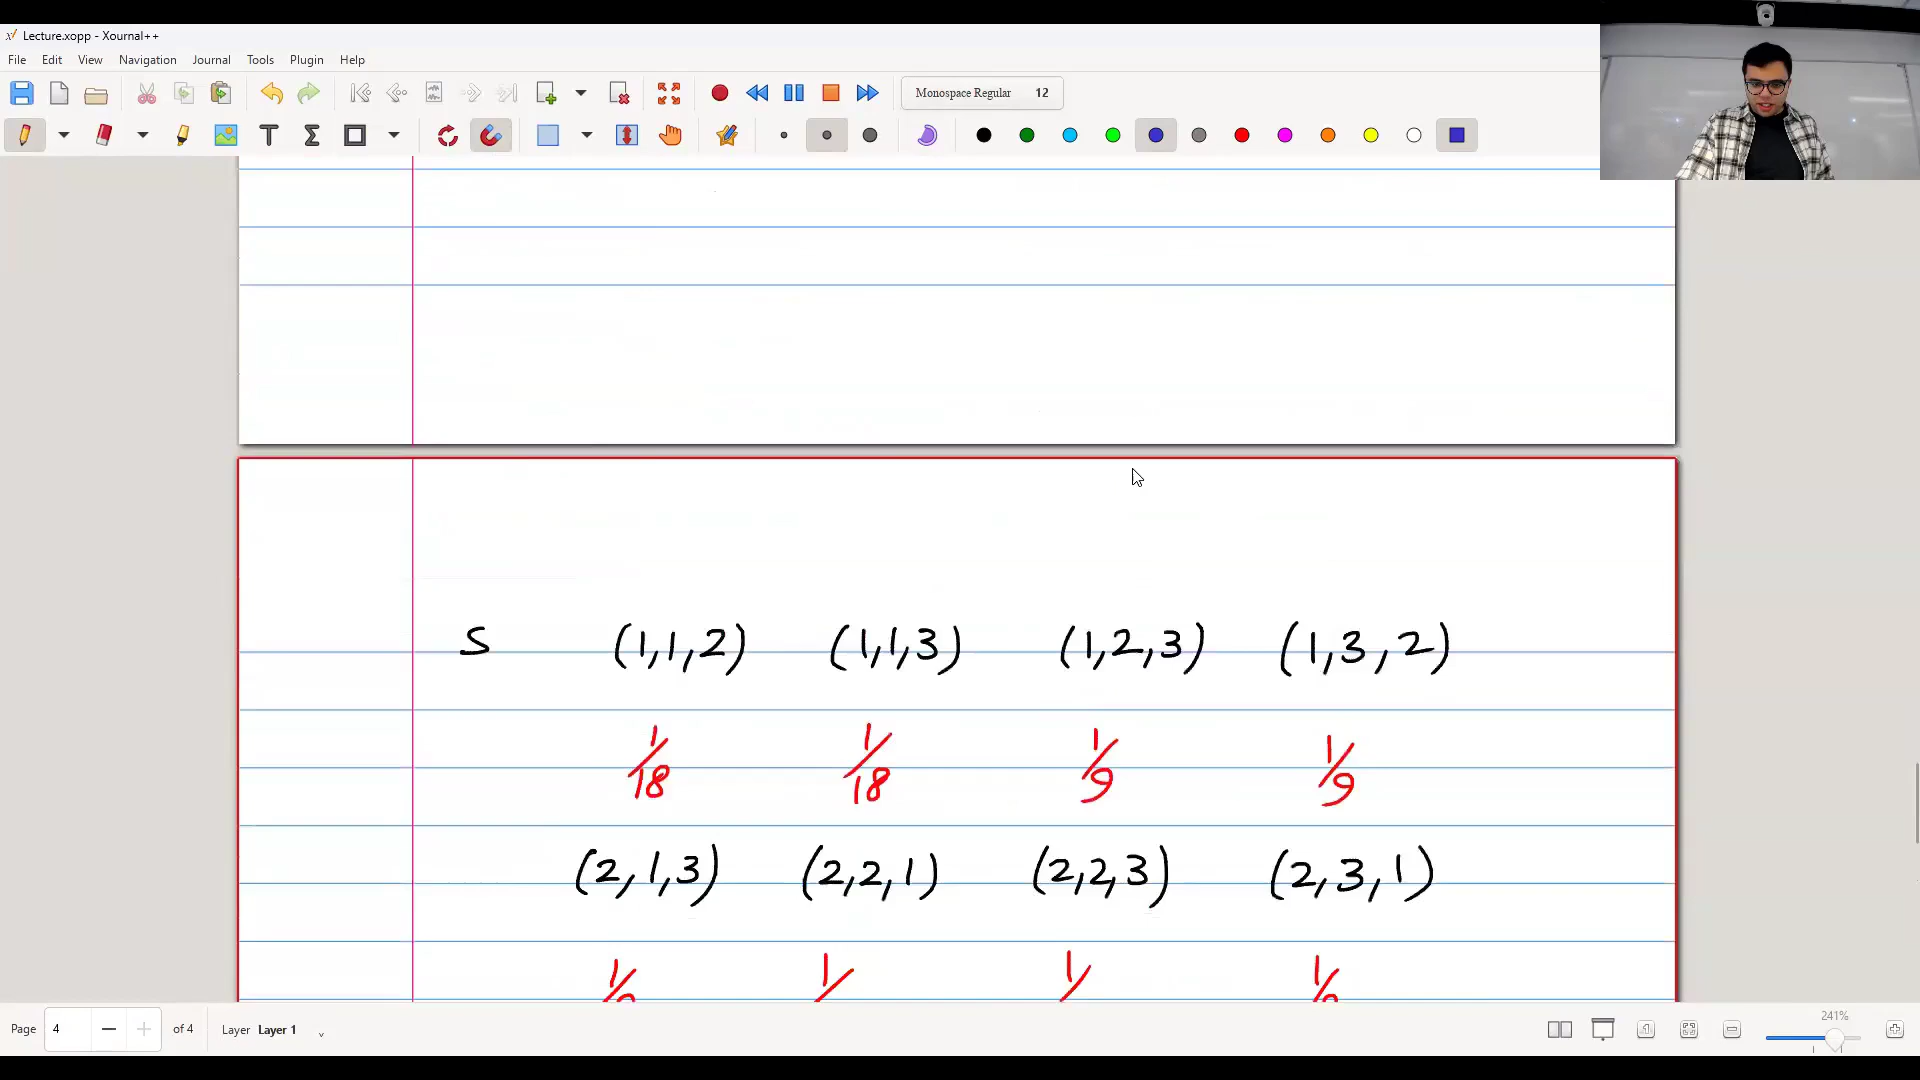 Lecture.xopp - Xournal++
File Edit View Navigation Journal Tools Plugin Help
Monospace Regular 12
S (1,1,2) (1,1,3) (1,2,3) (1,3,2)
1/18 1/18 1/9 1/9
(2,1,3) (2,2,1) (2,2,3) (2,3,1)
Page 4 of 4 Layer Layer 1 241%